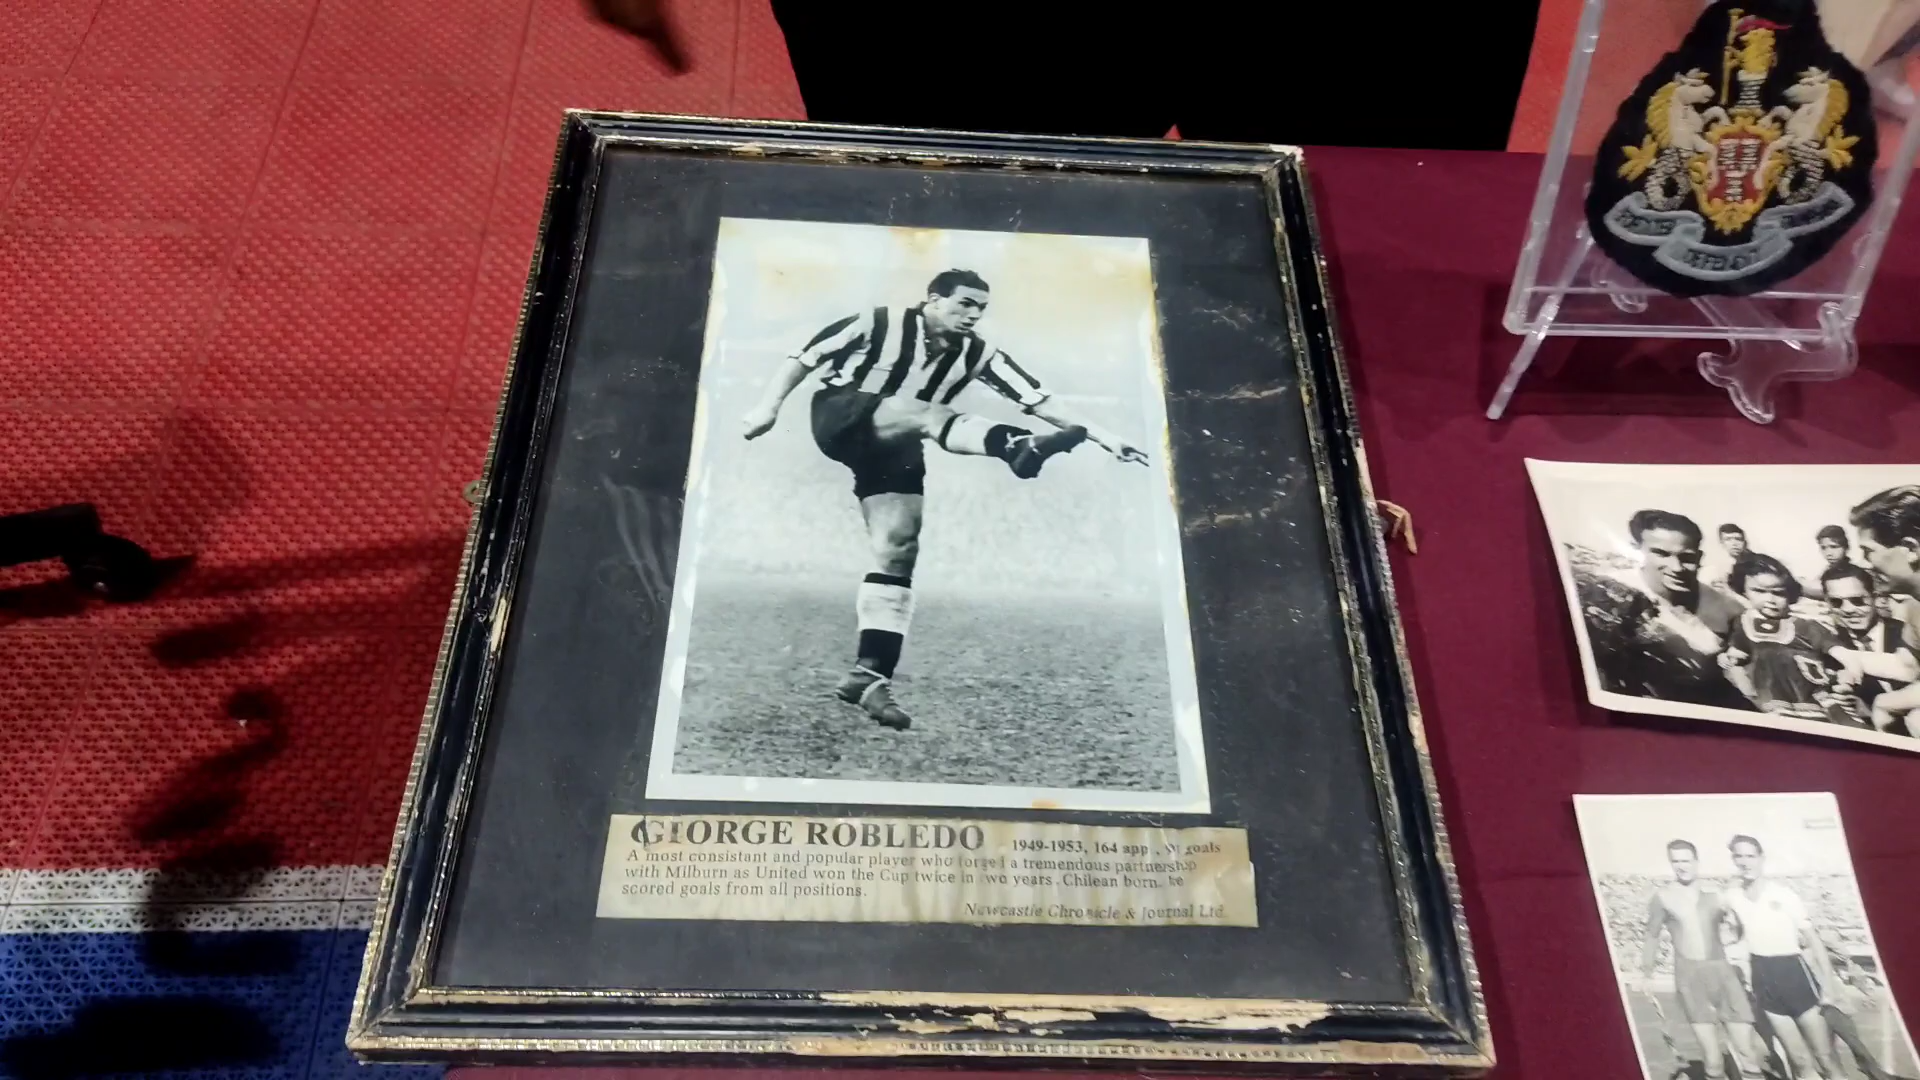 GEORGE ROBLEDO 1949-1953, 164 app , 91 goals
A most consistant and popular player who forged a tremendous partnership
with Milburn as United won the Cup twice in two years. Chilean born, he
scored goals from all positions.
Newcastle Chronicle & Journal Ltd.